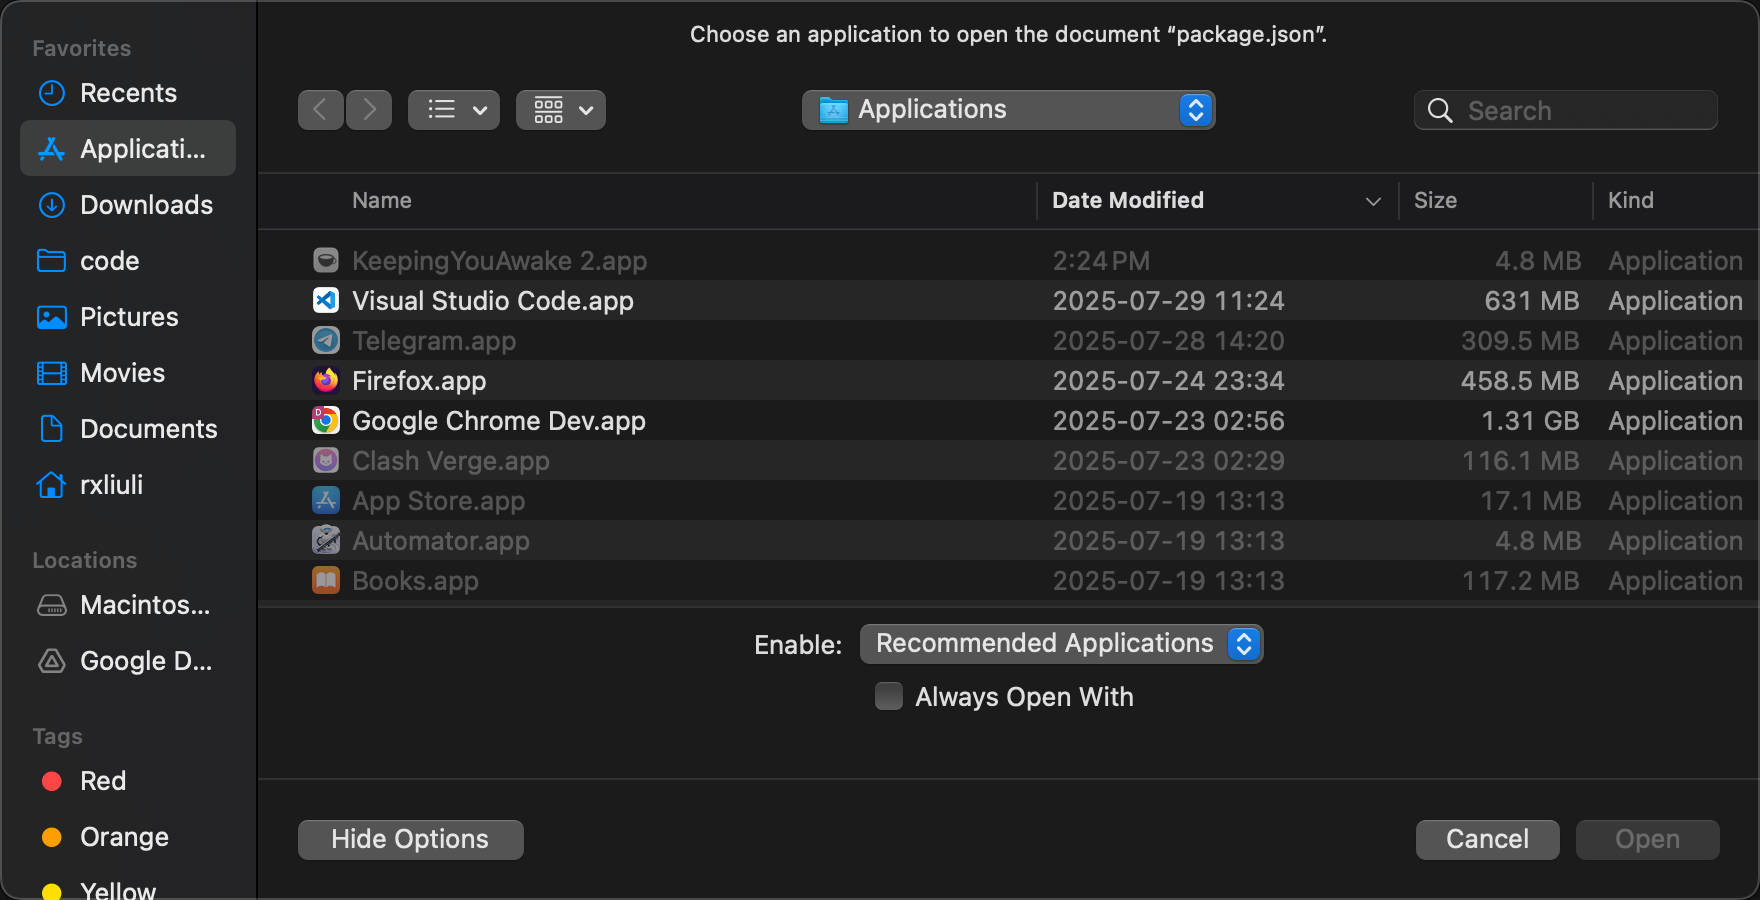 Choose an application to open the document “package.json”.
Favorites
Recents
Applicati...
Downloads
code
Pictures
Movies
Documents
rxliuli
Locations
Macintos...
Google D...
Tags
Red
Orange
Yellow
Applications
Search
Name Date Modified Size Kind
KeepingYouAwake 2.app 2:24 PM 4.8 MB Application
Visual Studio Code.app 2025-07-29 11:24 631 MB Application
Telegram.app 2025-07-28 14:20 309.5 MB Application
Firefox.app 2025-07-24 23:34 458.5 MB Application
Google Chrome Dev.app 2025-07-23 02:56 1.31 GB Application
Clash Verge.app 2025-07-23 02:29 116.1 MB Application
App Store.app 2025-07-19 13:13 17.1 MB Application
Automator.app 2025-07-19 13:13 4.8 MB Application
Books.app 2025-07-19 13:13 117.2 MB Application
Enable: Recommended Applications
Always Open With
Hide Options
Cancel
Open